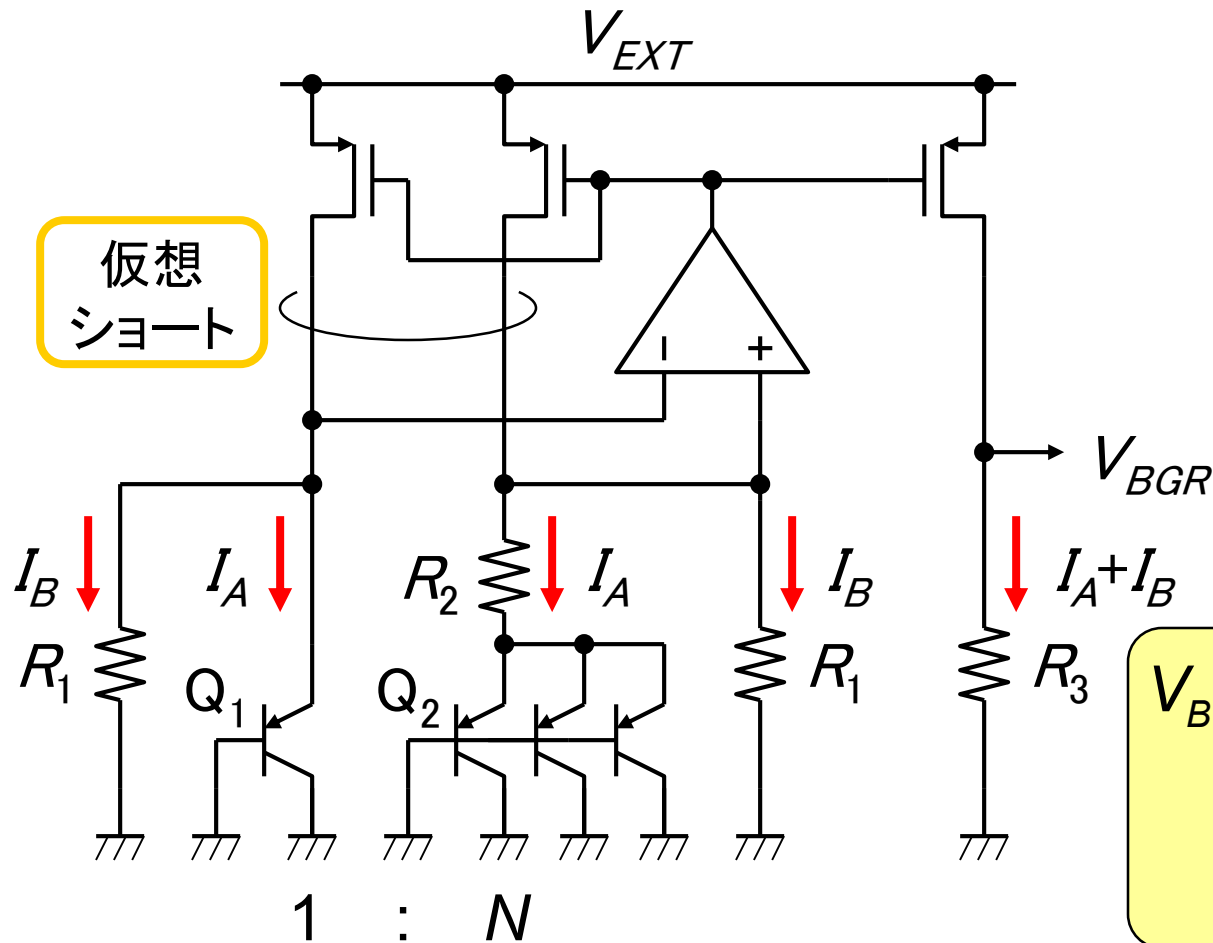 V_EXT
仮想
ショート
− +
V_BGR
I_B I_A R_2 I_A I_B I_A+I_B
R_1 Q_1 Q_2 R_1 R_3 V_B
1 : N